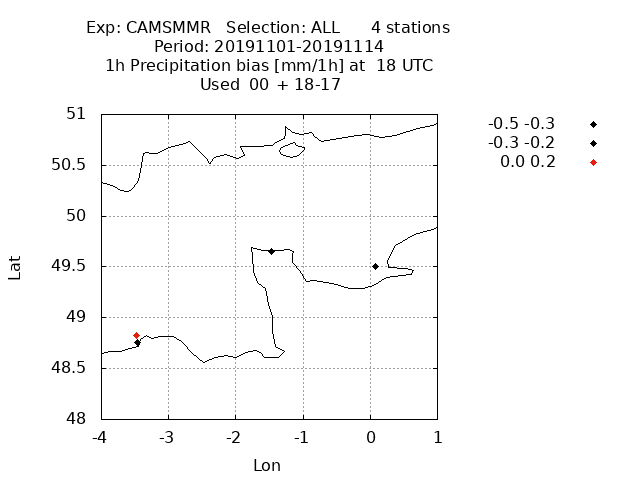 Exp: CAMSMMR   Selection: ALL      4 stations
Period: 20191101-20191114
1h Precipitation bias [mm/1h] at  18 UTC
Used  00  + 18-17
-0.5 -0.3
-0.3 -0.2
0.0 0.2
51
50.5
50
49.5
49
48.5
48
Lat
-4 -3 -2 -1 0 1
Lon